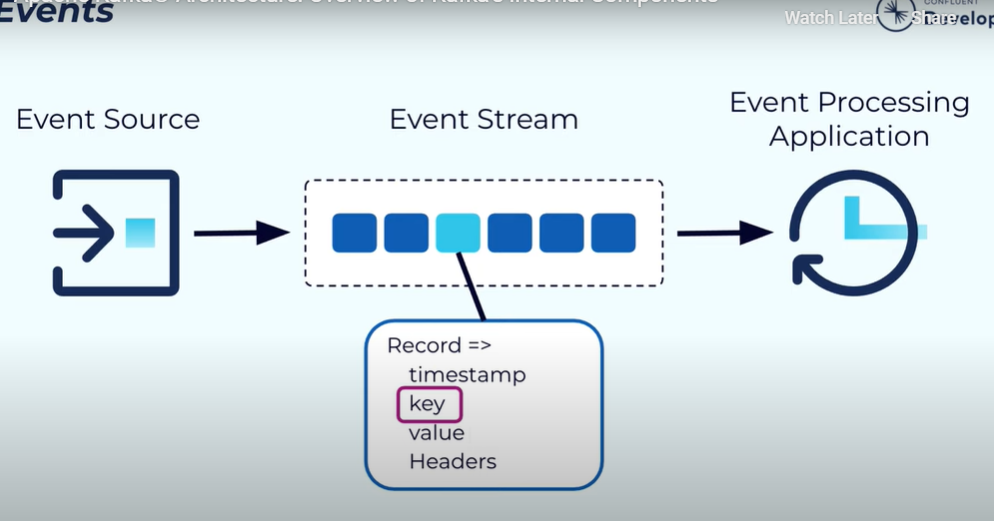 Apache Kafka® Architecture: Overview of Kafka's Internal Components
Events
Watch Later
Share
CONFLUENT
Develop
Event Source
Event Stream
Event Processing
Application
Record =>
timestamp
key
value
Headers